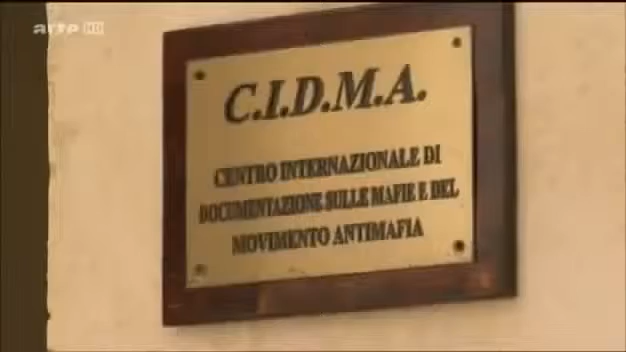 arte HD
C.I.D.M.A.
CENTRO INTERNAZIONALE DI
DOCUMENTAZIONE SULLE MAFIE E DEL
MOVIMENTO ANTIMAFIA